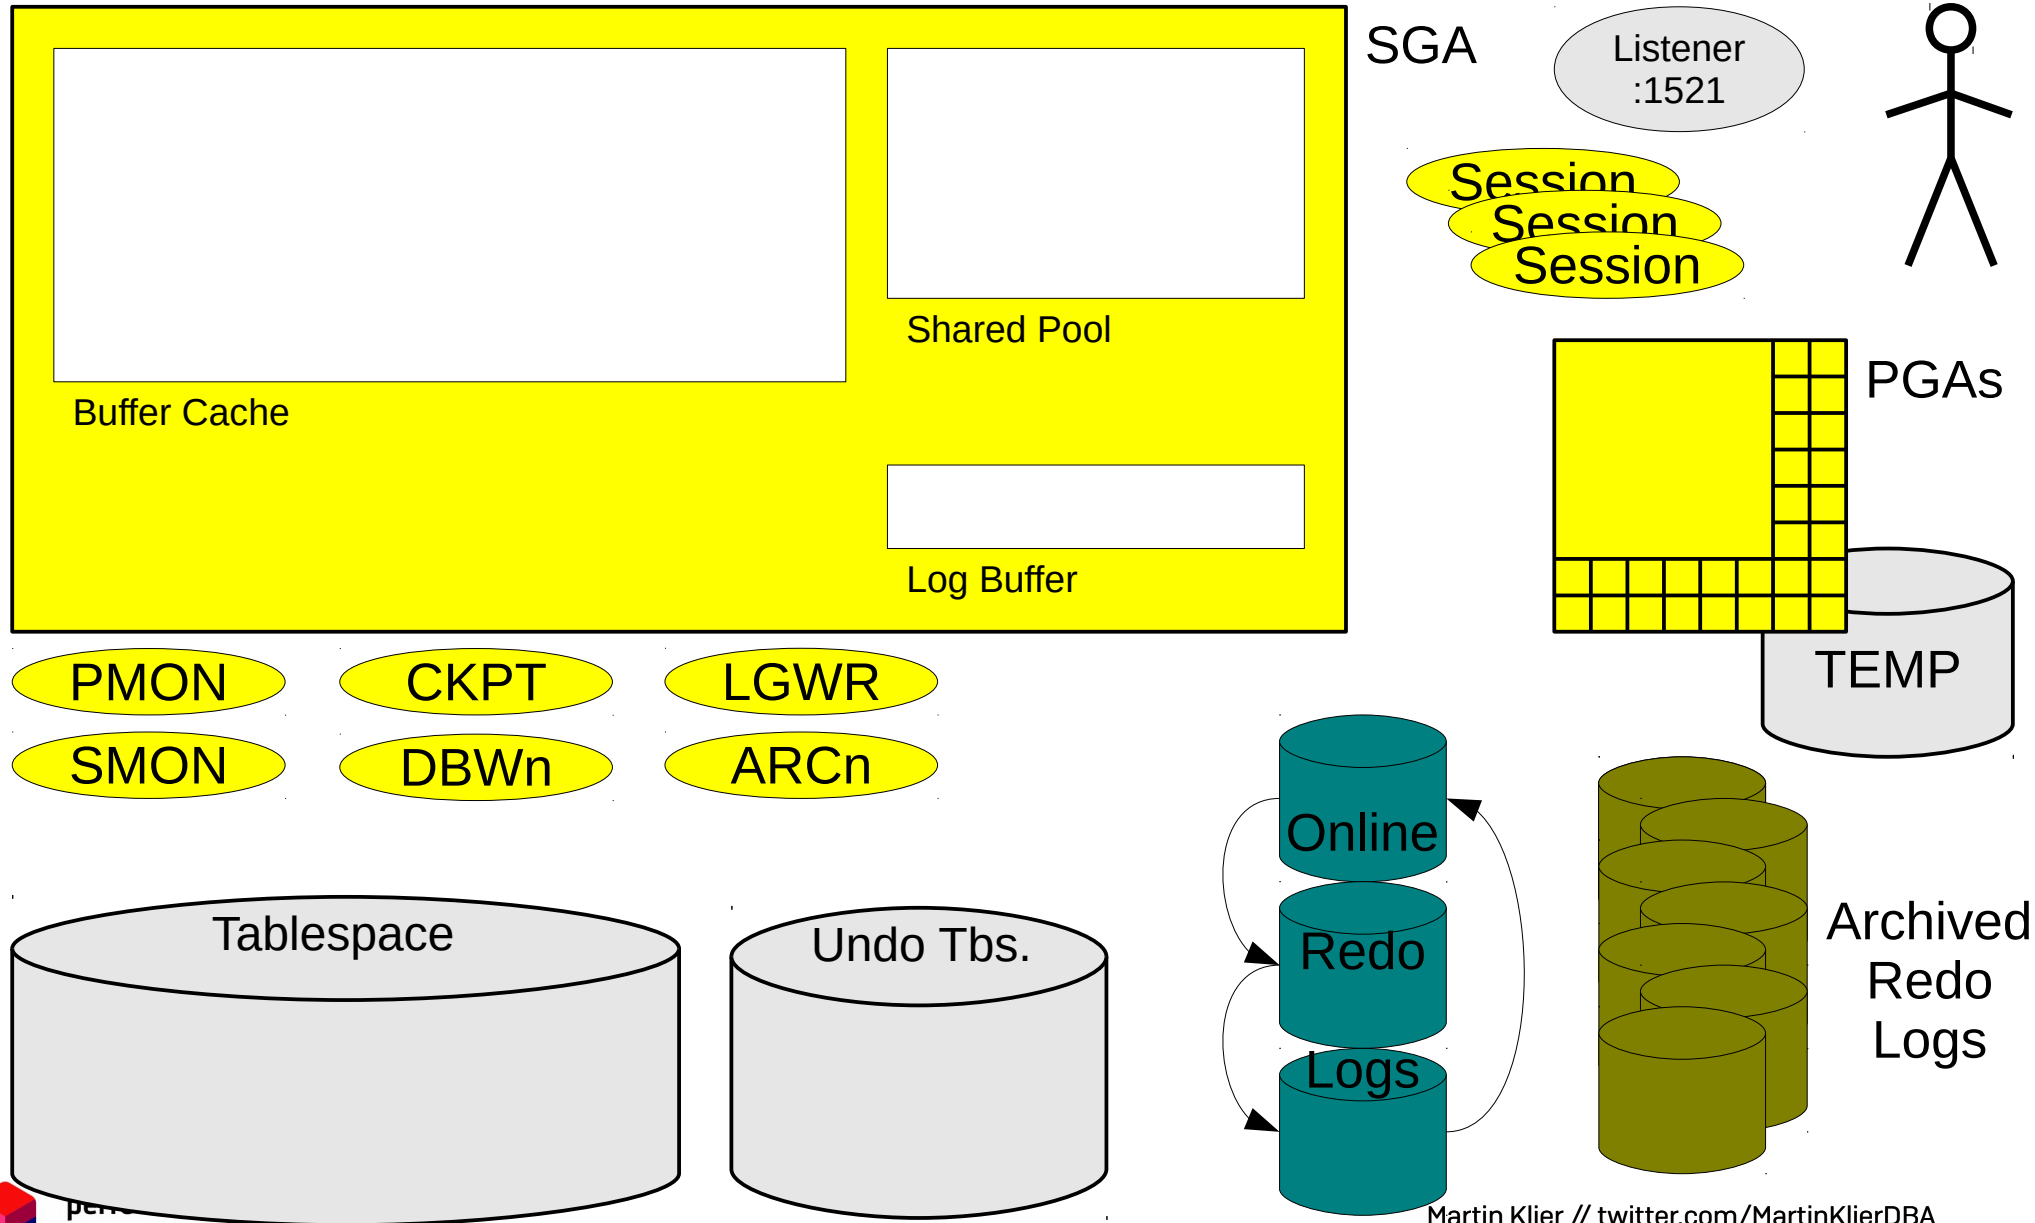 SGA
Listener
:1521
Session
Session
Session
Shared Pool
Buffer Cache
PGAs
Log Buffer
TEMP
PMON
CKPT
LGWR
SMON
DBWn
ARCn
Online
Redo
Logs
Tablespace
Undo Tbs.
Archived
Redo
Logs
Martin Klier // twitter.com/MartinKlierDBA